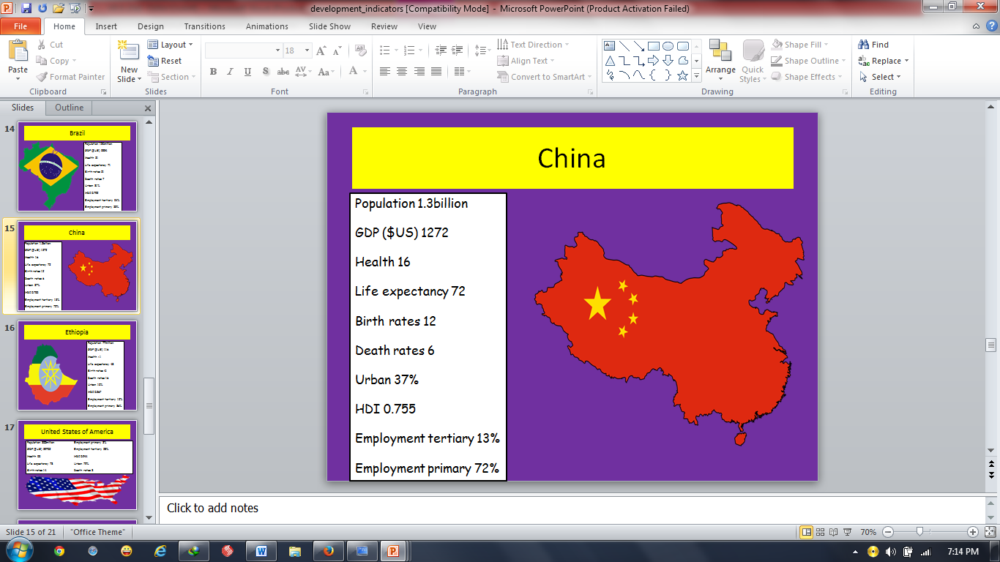 development_indicators [Compatibility Mode] - Microsoft PowerPoint (Product Activation Failed)
File Home Insert Design Transitions Animations Slide Show Review View
Paste
Cut
Copy
Format Painter
Clipboard
New Slide
Layout
Reset
Section
Slides
18
Font
Text Direction
Align Text
Convert to SmartArt
Paragraph
Arrange
Quick Styles
Shape Fill
Shape Outline
Shape Effects
Drawing
Find
Replace
Select
Editing
Slides Outline
14
Brazil
15
China
16
Ethiopia
17
United States of America
China
Population 1.3billion
GDP ($US) 1272
Health 16
Life expectancy 72
Birth rates 12
Death rates 6
Urban 37%
HDI 0.755
Employment tertiary 13%
Employment primary 72%
Click to add notes
Slide 15 of 21 "Office Theme" 70%
7:14 PM